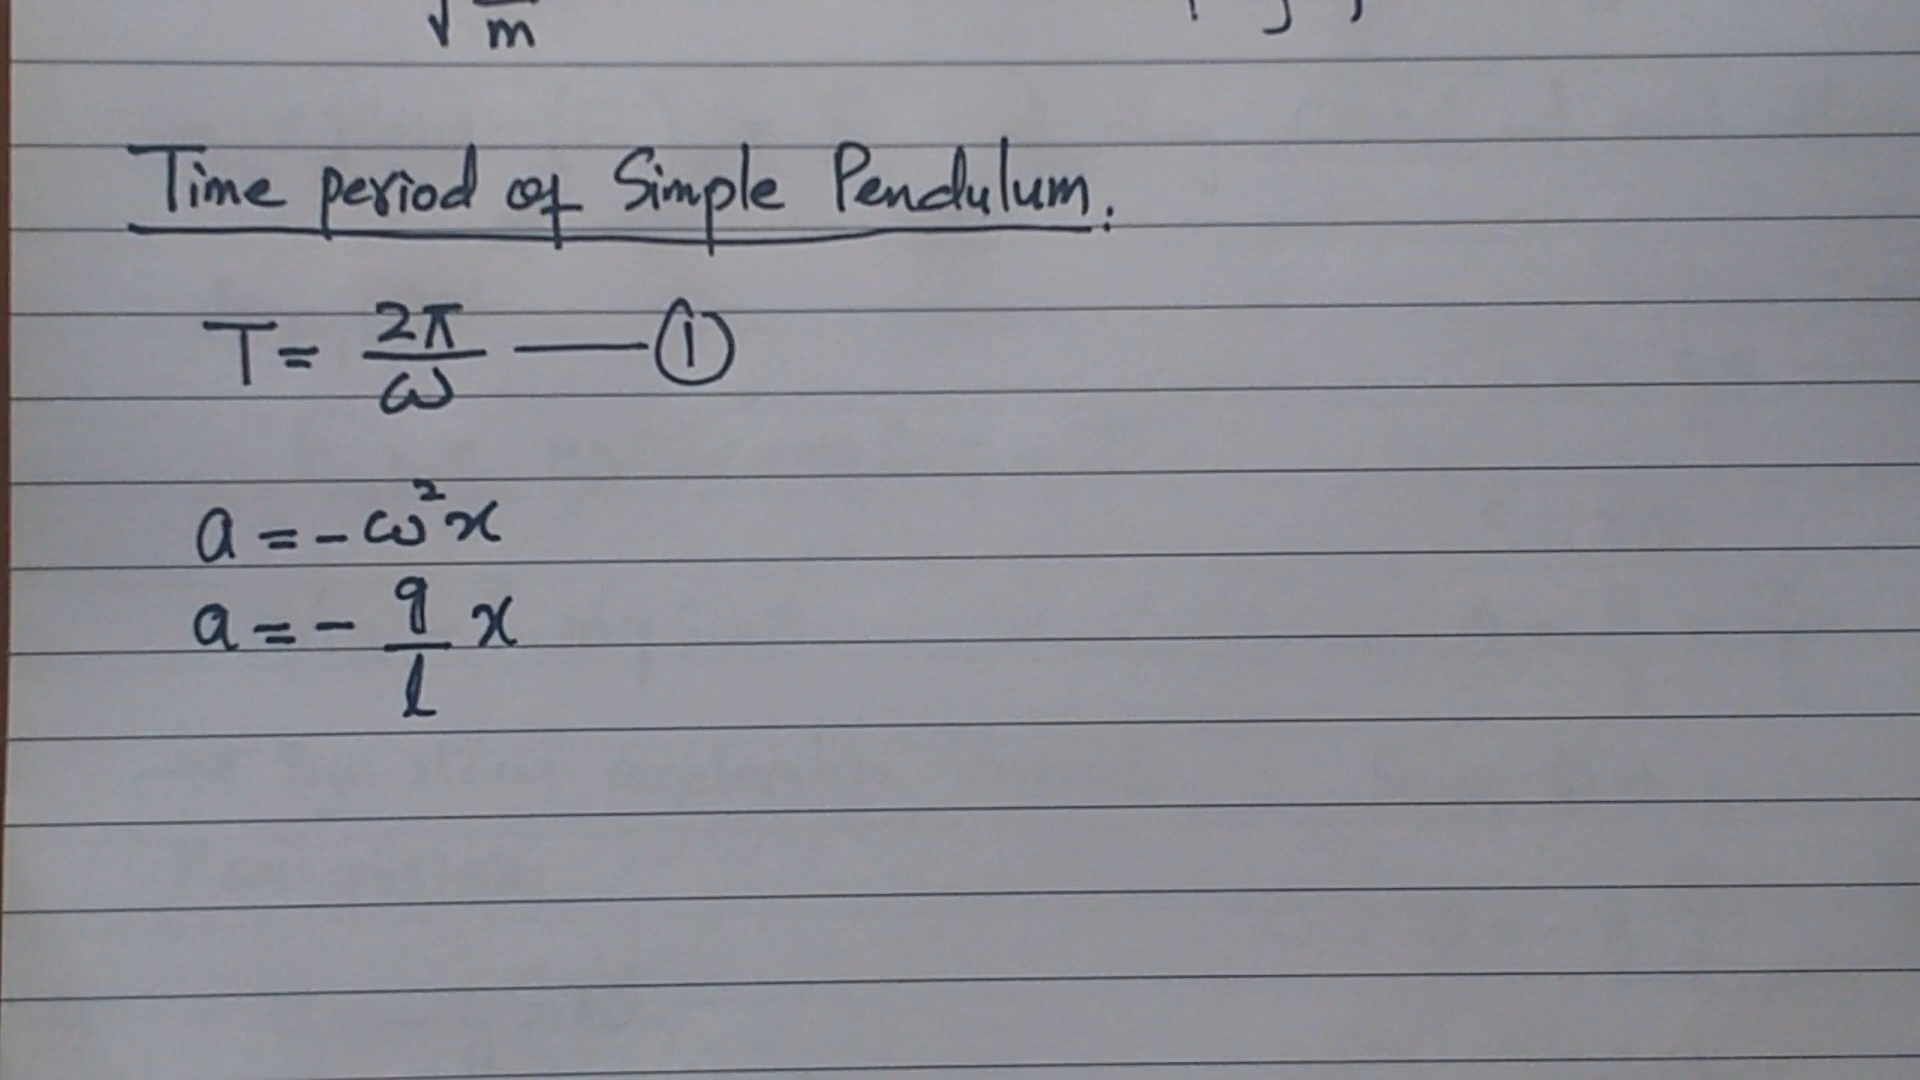 √ m
Time period of Simple Pendulum.
T = 2π/ω —— ①
a = - ω²x
a = - g/l x